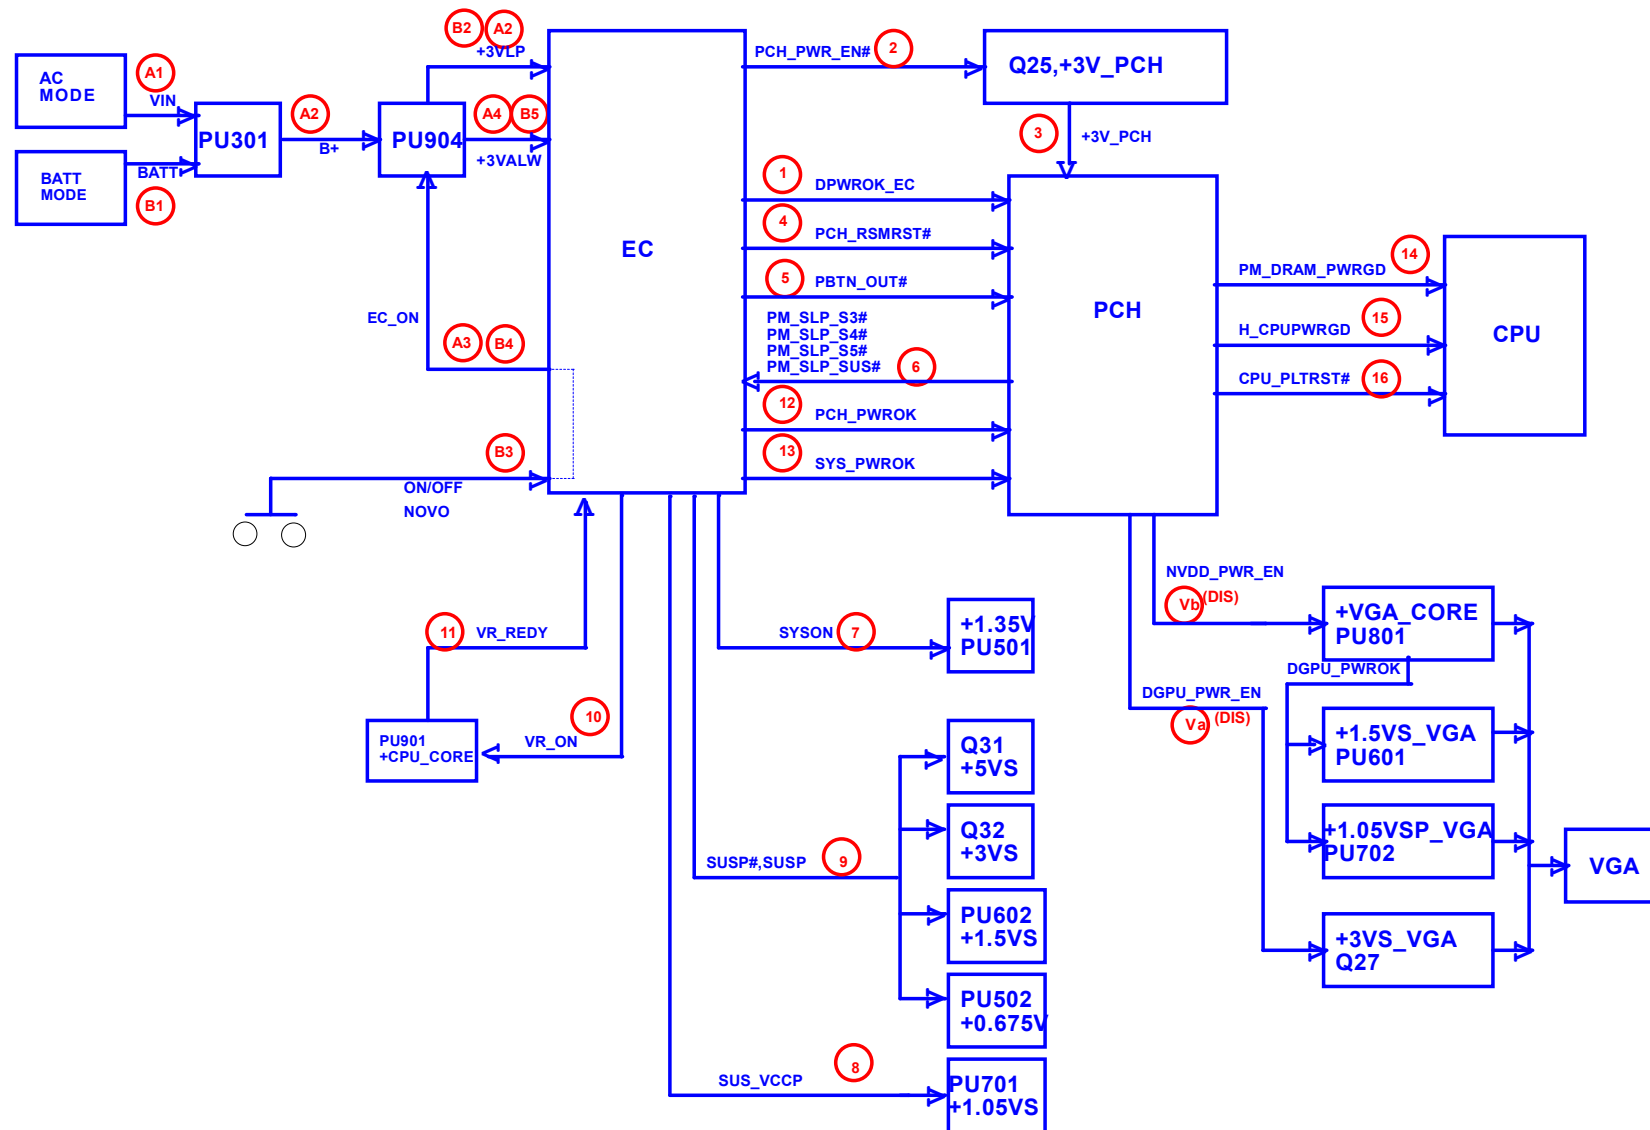 B2
A2
+3VLP
AC
MODE
A1
VIN
PU301
A2
B+
BATT
MODE
BATT
B1
PU904
A4
B5
+3VALW
EC
EC_ON
A3
B4
B3
ON/OFF
NOVO
PCH_PWR_EN#
2
Q25,+3V_PCH
3
+3V_PCH
1
DPWROK_EC
4
PCH_RSMRST#
5
PBTN_OUT#
PM_SLP_S3#
PM_SLP_S4#
PM_SLP_S5#
PM_SLP_SUS#
6
12
PCH_PWROK
13
SYS_PWROK
PCH
PM_DRAM_PWRGD
14
H_CPUPWRGD
15
CPU_PLTRST#
16
CPU
11
VR_REDY
PU901
+CPU_CORE
10
VR_ON
SYSON
7
+1.35V
PU501
Q31
+5VS
Q32
+3VS
SUSP#,SUSP
9
PU602
+1.5VS
PU502
+0.675V
SUS_VCCP
8
PU701
+1.05VS
NVDD_PWR_EN
Vb
(DIS)
+VGA_CORE
PU801
DGPU_PWROK
DGPU_PWR_EN
Va
(DIS)
+1.5VS_VGA
PU601
+1.05VSP_VGA
PU702
+3VS_VGA
Q27
VGA